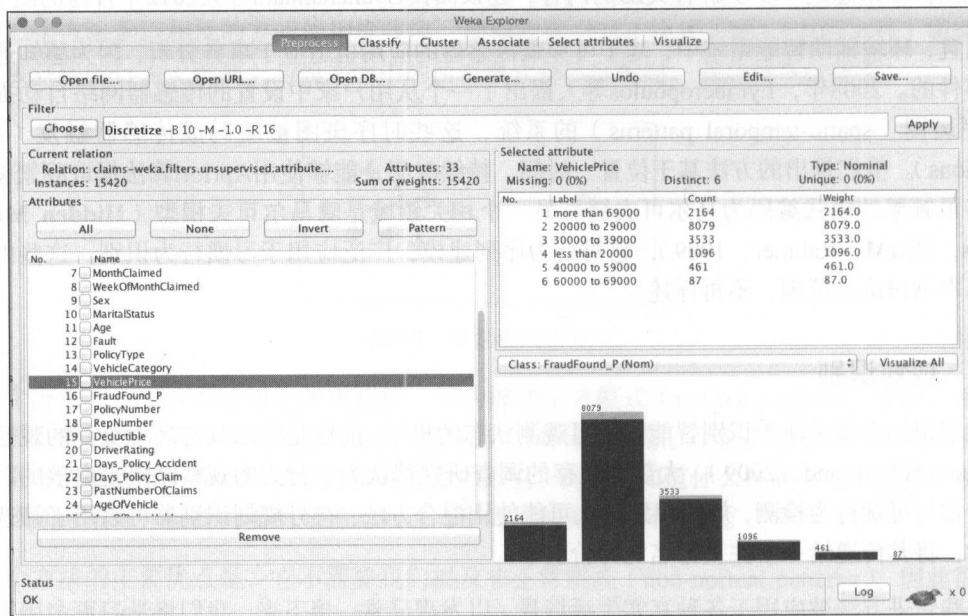 Weka Explorer
Preprocess Classify Cluster Associate Select attributes Visualize
Open file... Open URL... Open DB... Generate... Undo Edit... Save...
Filter
Choose Discretize -B 10 -M -1.0 -R 16 Apply
Current relation
Relation: claims-weka.filters.unsupervised.attribute.... Attributes: 33
Instances: 15420 Sum of weights: 15420
Attributes
All None Invert Pattern
No. Name
7 MonthClaimed
8 WeekOfMonthClaimed
9 Sex
10 MaritalStatus
11 Age
12 Fault
13 PolicyType
14 VehicleCategory
15 VehiclePrice
16 FraudFound_P
17 PolicyNumber
18 RepNumber
19 Deductible
20 DriverRating
21 Days_Policy_Accident
22 Days_Policy_Claim
23 PastNumberOfClaims
24 AgeOfVehicle
Remove
Selected attribute
Name: VehiclePrice Type: Nominal
Missing: 0 (0%) Distinct: 6 Unique: 0 (0%)
No. Label Count Weight
1 more than 69000 2164 2164.0
2 20000 to 29000 8079 8079.0
3 30000 to 39000 3533 3533.0
4 less than 20000 1096 1096.0
5 40000 to 59000 461 461.0
6 60000 to 69000 87 87.0
Class: FraudFound_P (Nom) Visualize All
8079
3533
2164
1096
461
87
Status
OK
Log x 0